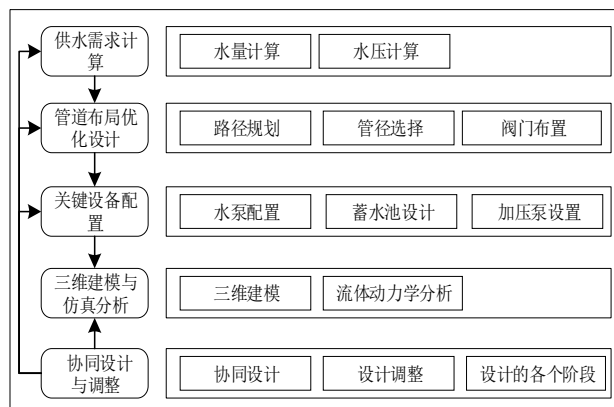 供水需求计
算
水量计算
水压计算
管道布局优
化设计
路径规划
管径选择
阀门布置
关键设备配
置
水泵配置
蓄水池设计
加压泵设置
三维建模与
仿真分析
三维建模
流体动力学分析
协同设计
与调整
协同设计
设计调整
设计的各个阶段